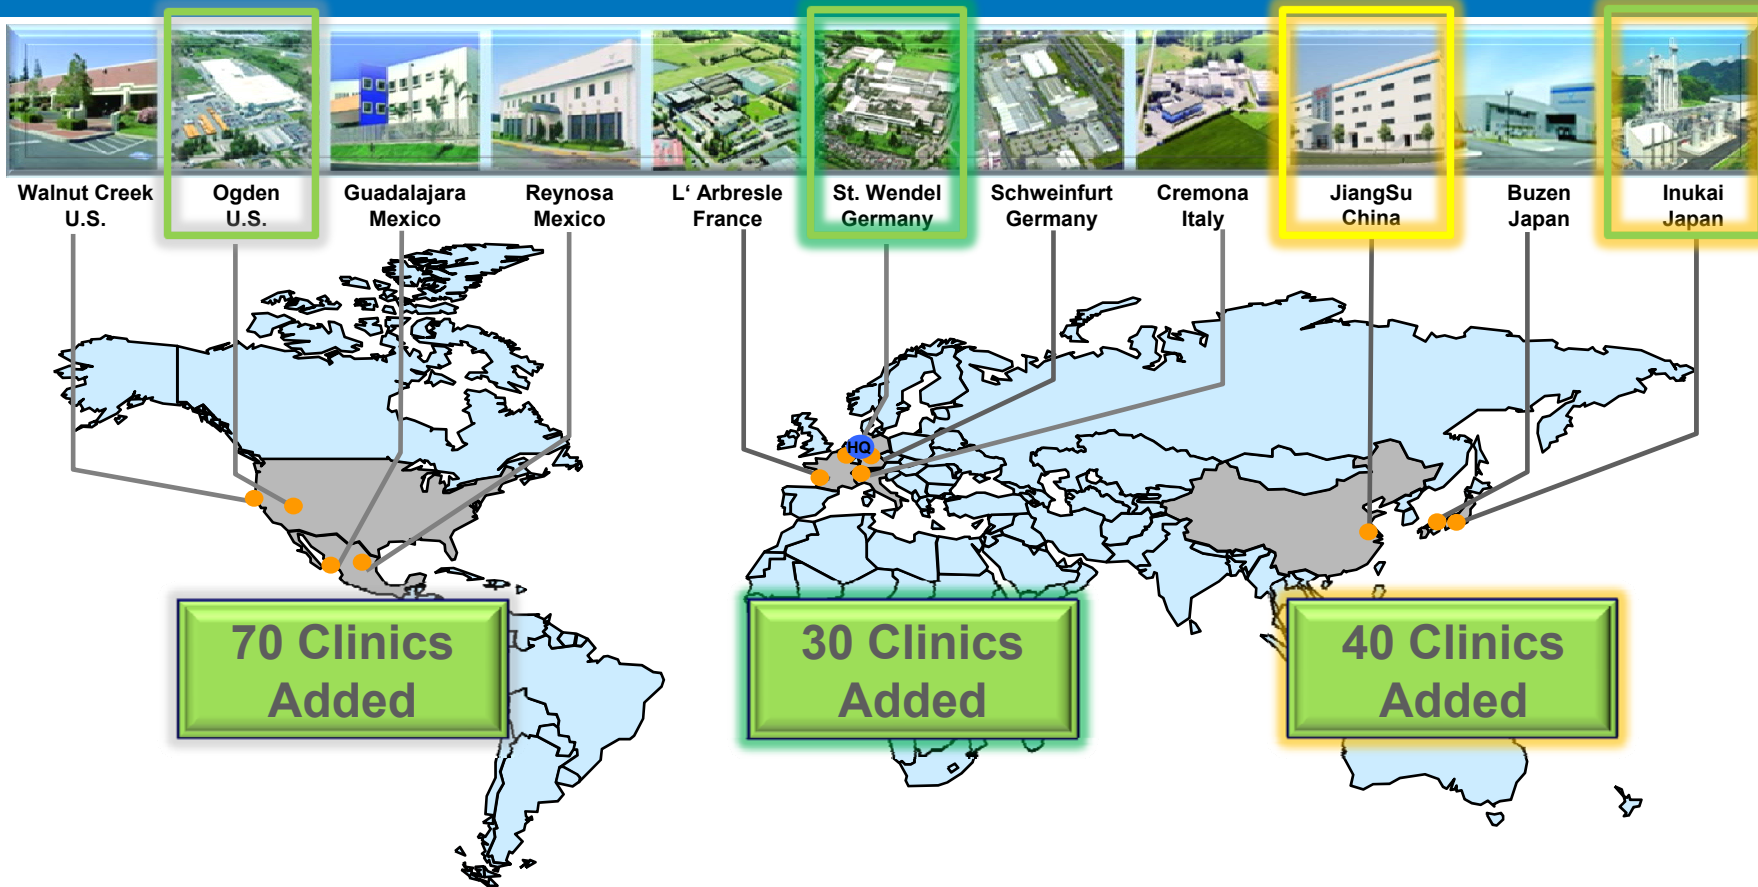 Walnut Creek
U.S.
Ogden
U.S.
Guadalajara
Mexico
Reynosa
Mexico
L‘ Arbresle
France
St. Wendel
Germany
Schweinfurt
Germany
Cremona
Italy
JiangSu
China
Buzen
Japan
Inukai
Japan
HQ
70 Clinics
Added
30 Clinics
Added
40 Clinics
Added